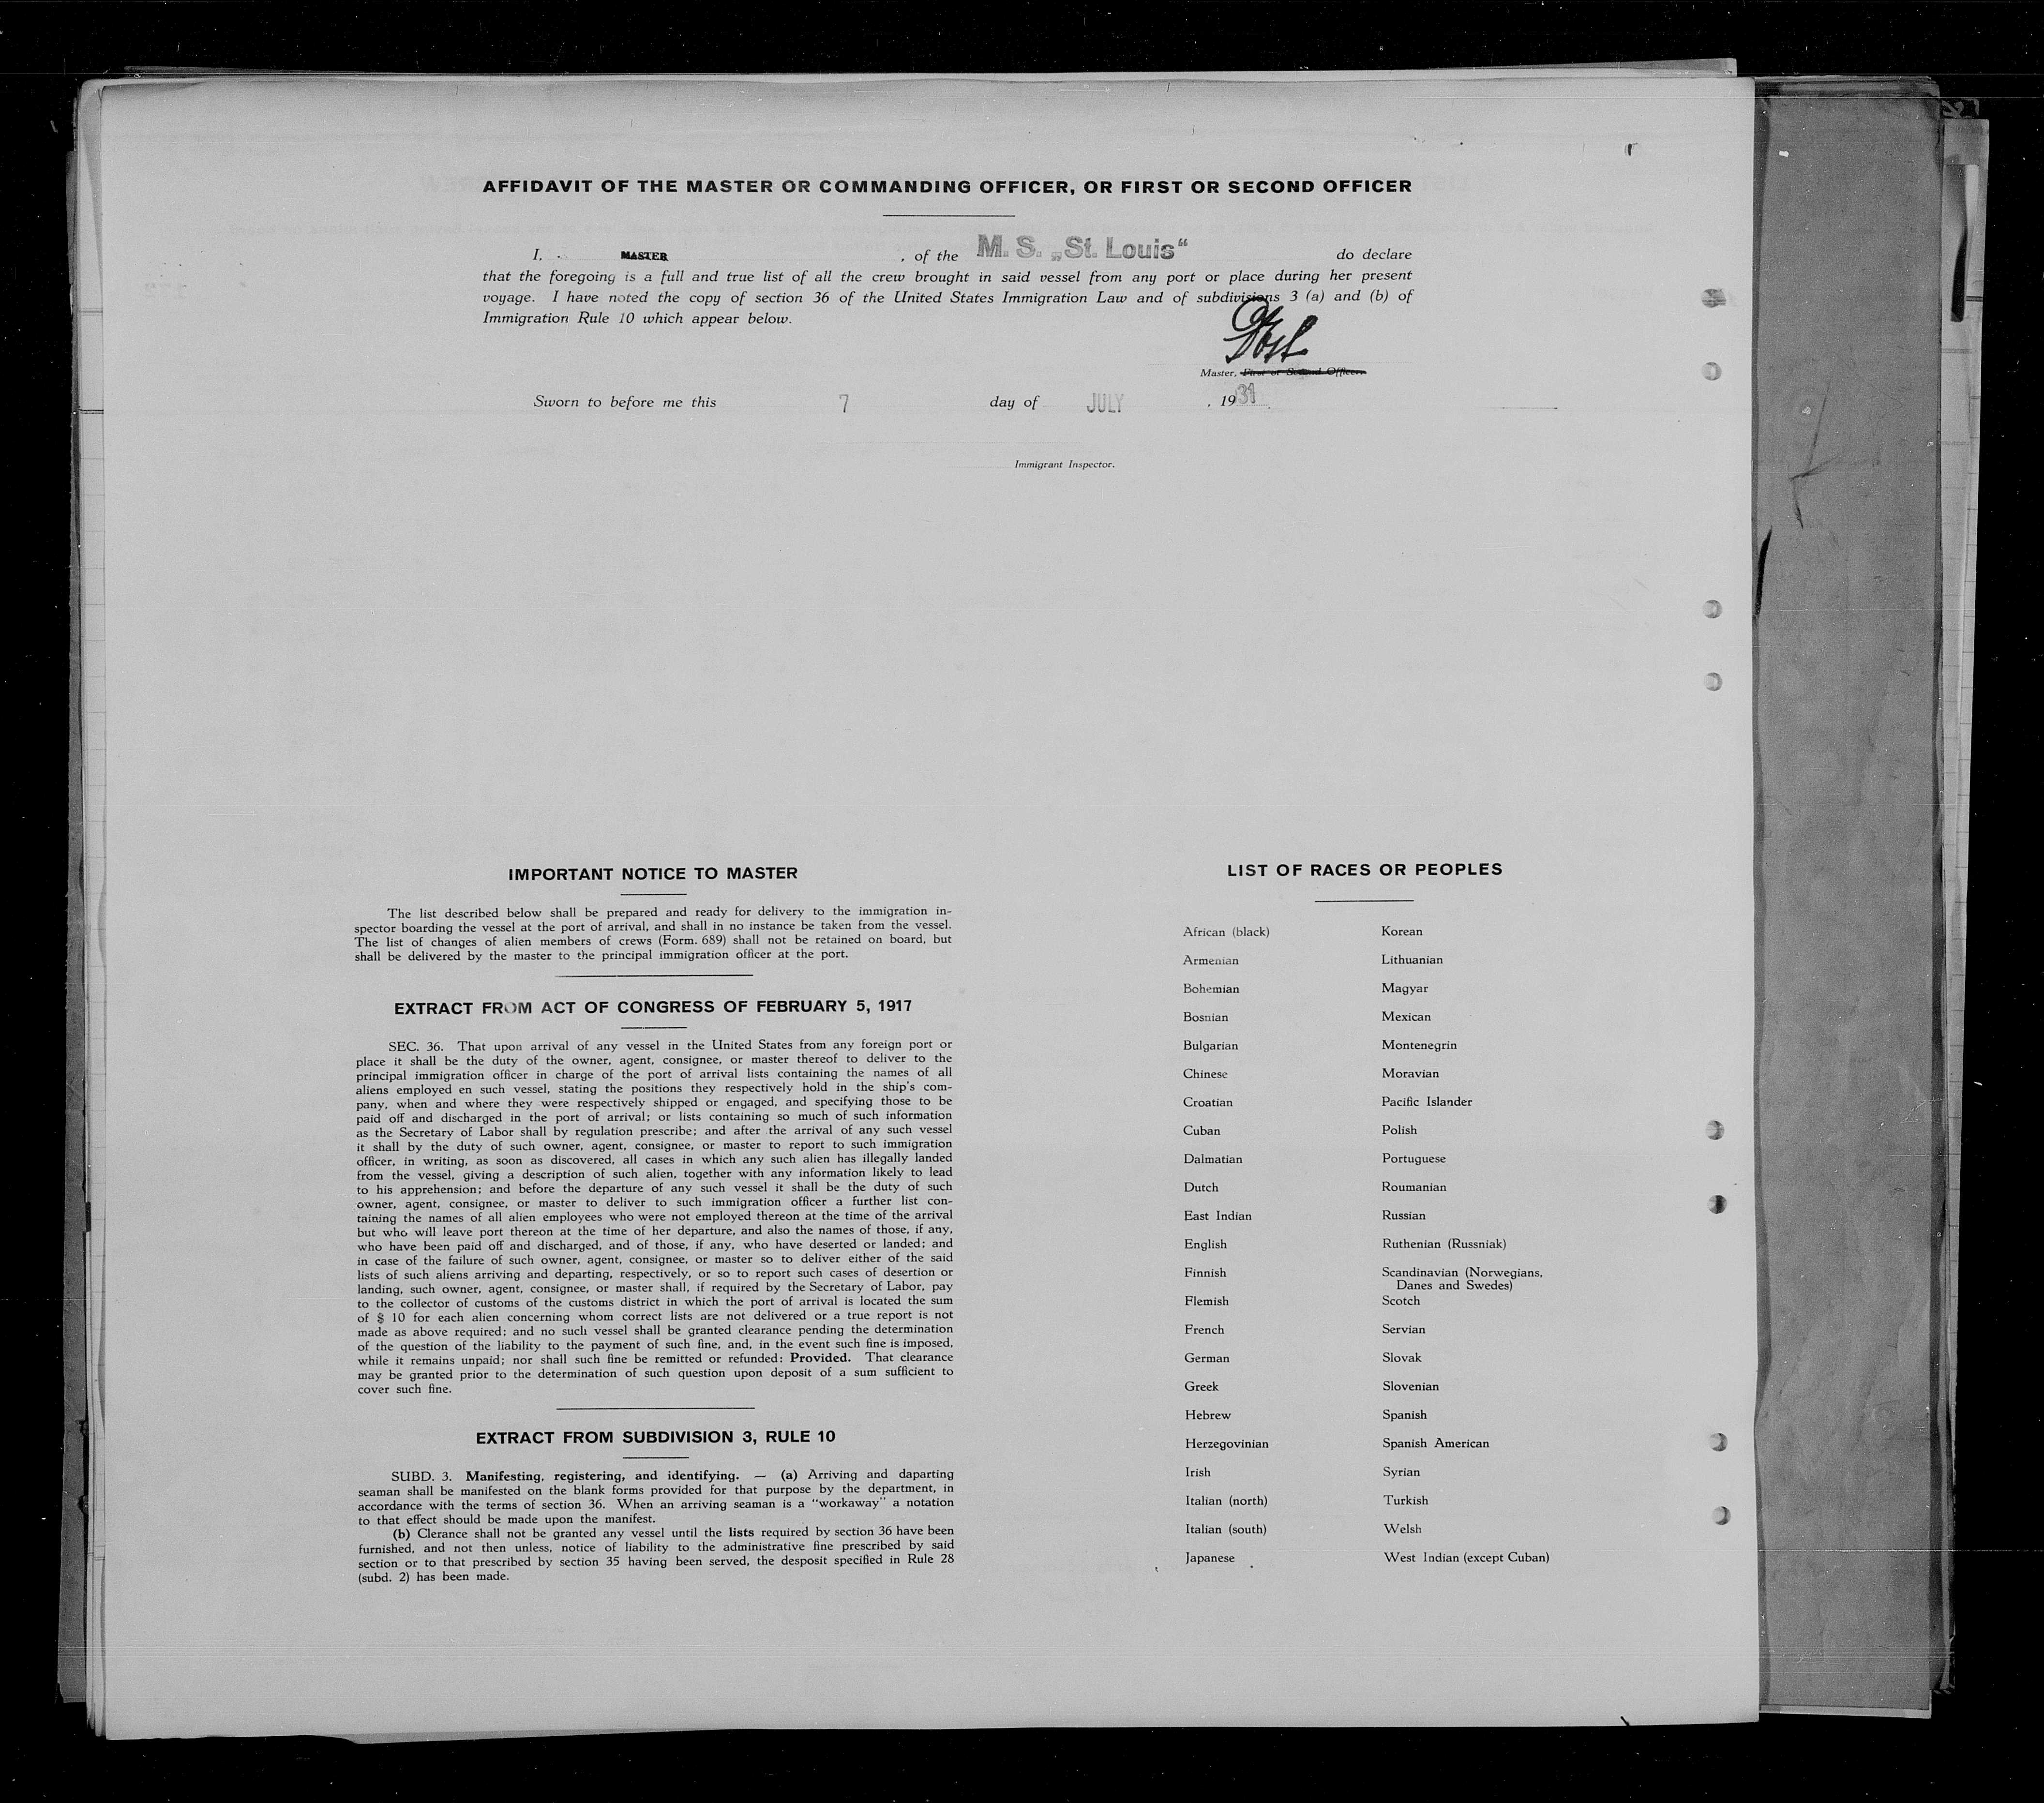 AFFIDAVIT OF THE MASTER OR COMMANDING OFFICER, OR FIRST OR SECOND OFFICER
I, MASTER, of the M. S. „St. Louis“ do declare
that the foregoing is a full and true list of all the crew brought in said vessel from any port or place during her present
voyage. I have noted the copy of section 36 of the United States Immigration Law and of subdivisions 3 (a) and (b) of
Immigration Rule 10 which appear below.
Master, First or Second Officer.
Sworn to before me this 7 day of JULY, 1931
Immigrant Inspector.
IMPORTANT NOTICE TO MASTER
The list described below shall be prepared and ready for delivery to the immigration in-
spector boarding the vessel at the port of arrival, and shall in no instance be taken from the vessel.
The list of changes of alien members of crews (Form. 689) shall not be retained on board, but
shall be delivered by the master to the principal immigration officer at the port.
EXTRACT FROM ACT OF CONGRESS OF FEBRUARY 5, 1917
SEC. 36. That upon arrival of any vessel in the United States from any foreign port or
place it shall be the duty of the owner, agent, consignee, or master thereof to deliver to the
principal immigration officer in charge of the port of arrival lists containing the names of all
aliens employed en such vessel, stating the positions they respectively hold in the ship's com-
pany, when and where they were respectively shipped or engaged, and specifying those to be
paid off and discharged in the port of arrival; or lists containing so much of such information
as the Secretary of Labor shall by regulation prescribe; and after the arrival of any such vessel
it shall by the duty of such owner, agent, consignee, or master to report to such immigration
officer, in writing, as soon as discovered, all cases in which any such alien has illegally landed
from the vessel, giving a description of such alien, together with any information likely to lead
to his apprehension; and before the departure of any such vessel it shall be the duty of such
owner, agent, consignee, or master to deliver to such immigration officer a further list con-
taining the names of all alien employees who were not employed thereon at the time of the arrival
but who will leave port thereon at the time of her departure, and also the names of those, if any,
who have been paid off and discharged, and of those, if any, who have deserted or landed; and
in case of the failure of such owner, agent, consignee, or master so to deliver either of the said
lists of such aliens arriving and departing, respectively, or so to report such cases of desertion or
landing, such owner, agent, consignee, or master shall, if required by the Secretary of Labor, pay
to the collector of customs of the customs district in which the port of arrival is located the sum
of $ 10 for each alien concerning whom correct lists are not delivered or a true report is not
made as above required; and no such vessel shall be granted clearance pending the determination
of the question of the liability to the payment of such fine, and, in the event such fine is imposed,
while it remains unpaid; nor shall such fine be remitted or refunded: Provided. That clearance
may be granted prior to the determination of such question upon deposit of a sum sufficient to
cover such fine.
EXTRACT FROM SUBDIVISION 3, RULE 10
SUBD. 3. Manifesting, registering, and identifying. — (a) Arriving and daparting
seaman shall be manifested on the blank forms provided for that purpose by the department, in
accordance with the terms of section 36. When an arriving seaman is a "workaway" a notation
to that effect should be made upon the manifest.
(b) Clerance shall not be granted any vessel until the lists required by section 36 have been
furnished, and not then unless, notice of liability to the administrative fine prescribed by said
section or to that prescribed by section 35 having been served, the desposit specified in Rule 28
(subd. 2) has been made.
LIST OF RACES OR PEOPLES
African (black)
Armenian
Bohemian
Bosnian
Bulgarian
Chinese
Croatian
Cuban
Dalmatian
Dutch
East Indian
English
Finnish
Flemish
French
German
Greek
Hebrew
Herzegovinian
Irish
Italian (north)
Italian (south)
Japanese
Korean
Lithuanian
Magyar
Mexican
Montenegrin
Moravian
Pacific Islander
Polish
Portuguese
Roumanian
Russian
Ruthenian (Russniak)
Scandinavian (Norwegians,
Danes and Swedes)
Scotch
Servian
Slovak
Slovenian
Spanish
Spanish American
Syrian
Turkish
Welsh
West Indian (except Cuban)